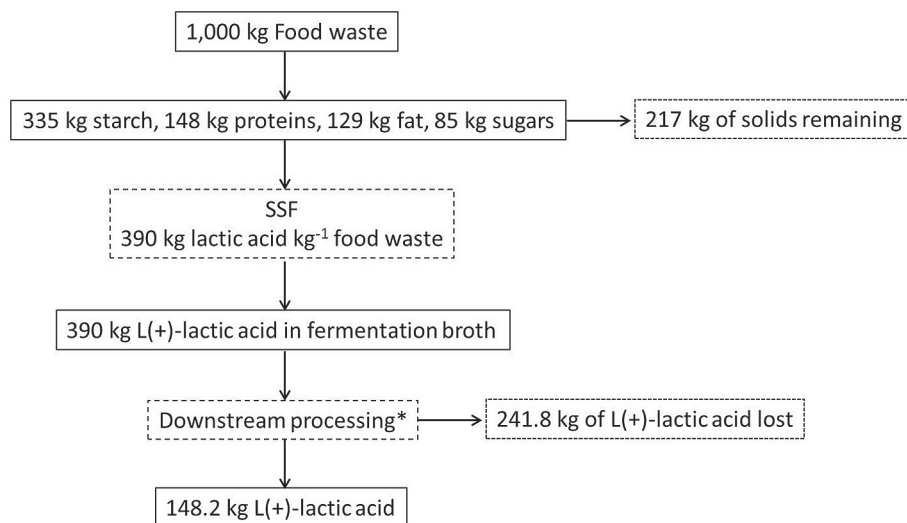 1,000 kg Food waste
335 kg starch, 148 kg proteins, 129 kg fat, 85 kg sugars
217 kg of solids remaining
SSF
390 kg lactic acid kg⁻¹ food waste
390 kg L(+)-lactic acid in fermentation broth
Downstream processing*
241.8 kg of L(+)-lactic acid lost
148.2 kg L(+)-lactic acid